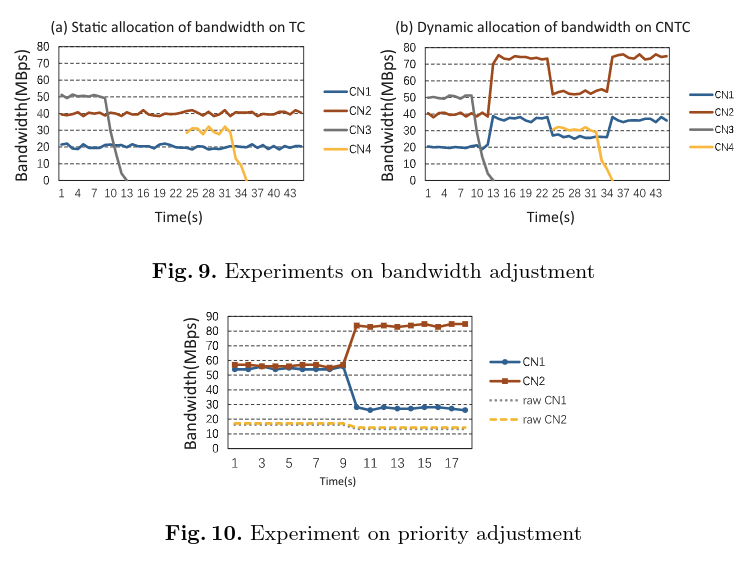 (a) Static allocation of bandwidth on TC
80
70
60
50
40
30
20
10
0
Bandwidth(MBps)
1 4 7 10 13 16 19 22 25 28 31 34 37 40 43
Time(s)
CN1
CN2
CN3
CN4
(b) Dynamic allocation of bandwidth on CNTC
80
70
60
50
40
30
20
10
0
Bandwidth(MBps)
1 4 7 10 13 16 19 22 25 28 31 34 37 40 43
Time(s)
CN1
CN2
CN3
CN4
Fig. 9. Experiments on bandwidth adjustment
90
80
70
60
50
40
30
20
10
0
Bandwidth(MBps)
1 3 5 7 9 11 13 15 17
Time(s)
CN1
CN2
raw CN1
raw CN2
Fig. 10. Experiment on priority adjustment